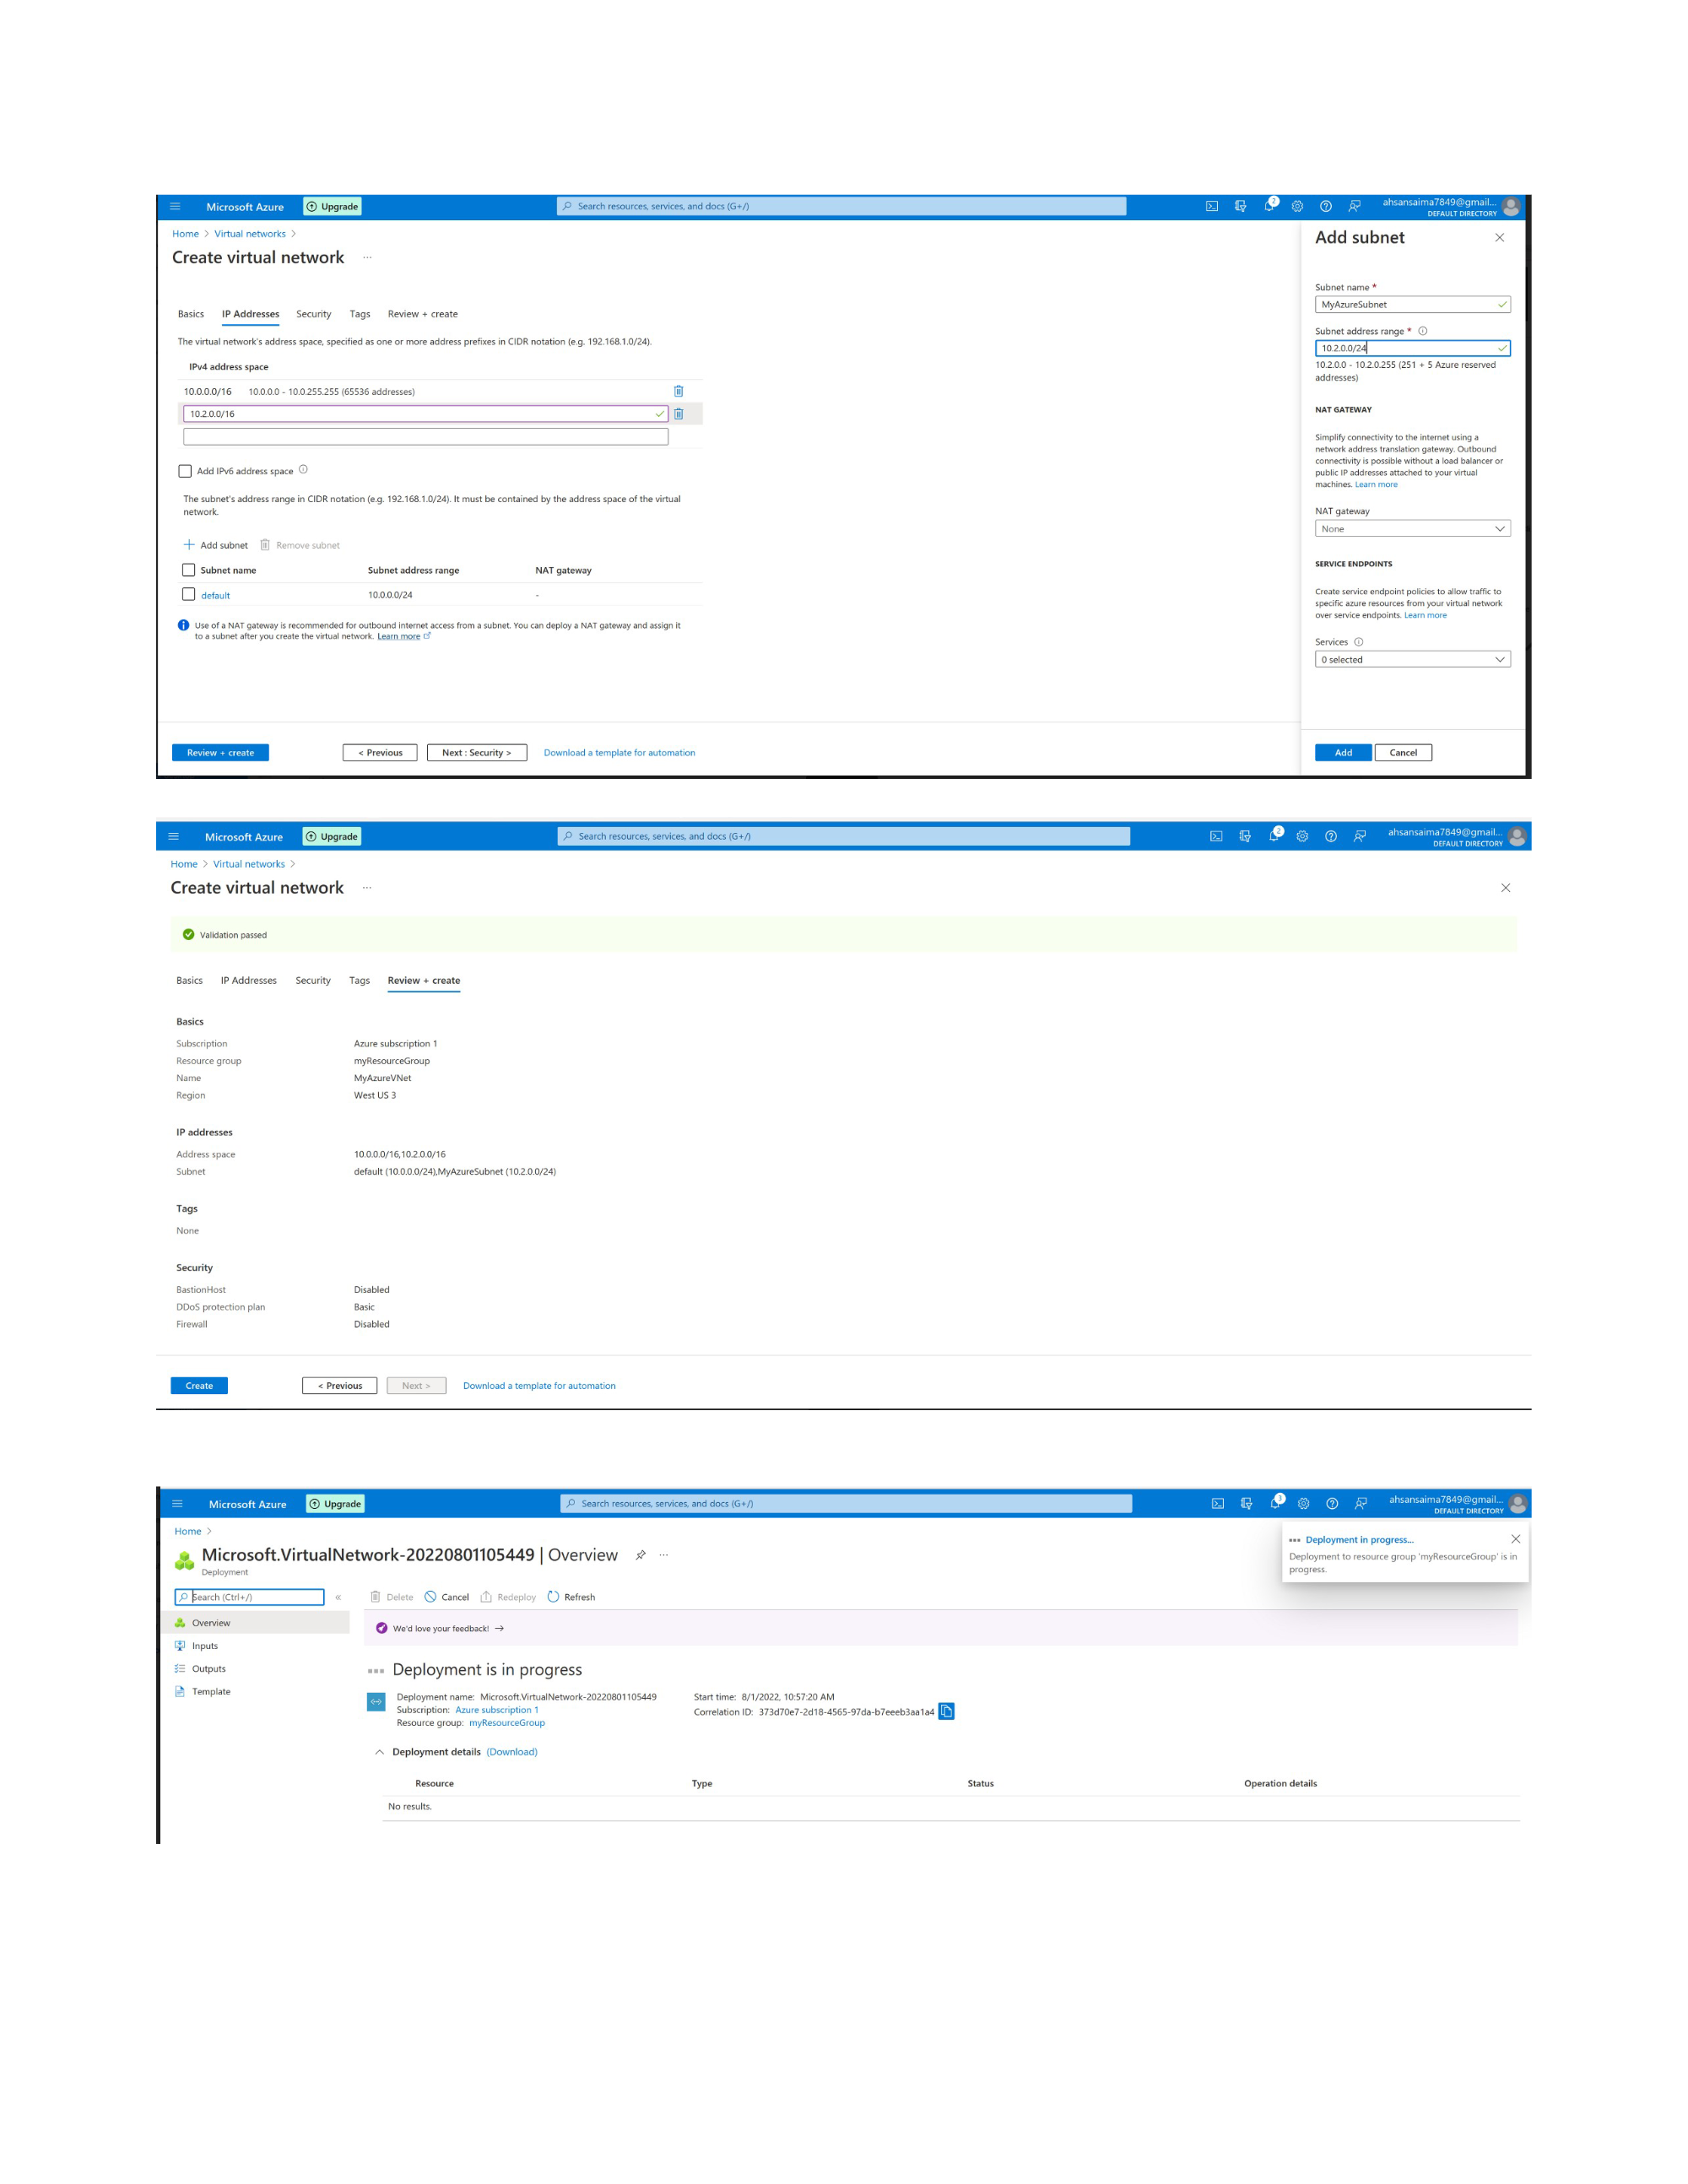 Microsoft Azure Upgrade Search resources, services, and docs (G+/) 2 ahsansaima7849@gmail...
DEFAULT DIRECTORY
Home > Virtual networks >
Create virtual network ...
Basics IP Addresses Security Tags Review + create
The virtual network's address space, specified as one or more address prefixes in CIDR notation (e.g. 192.168.1.0/24).
IPv4 address space
10.0.0.0/16 10.0.0.0 - 10.0.255.255 (65536 addresses)
10.2.0.0/16
Add IPv6 address space
The subnet's address range in CIDR notation (e.g. 192.168.1.0/24). It must be contained by the address space of the virtual
network.
+ Add subnet Remove subnet
Subnet name Subnet address range NAT gateway
default 10.0.0.0/24 -
Use of a NAT gateway is recommended for outbound internet access from a subnet. You can deploy a NAT gateway and assign it
to a subnet after you create the virtual network. Learn more
Review + create < Previous Next : Security > Download a template for automation
Add subnet
Subnet name *
MyAzureSubnet
Subnet address range *
10.2.0.0/24
10.2.0.0 - 10.2.0.255 (251 + 5 Azure reserved
addresses)
NAT GATEWAY
Simplify connectivity to the internet using a
network address translation gateway. Outbound
connectivity is possible without a load balancer or
public IP addresses attached to your virtual
machines. Learn more
NAT gateway
None
SERVICE ENDPOINTS
Create service endpoint policies to allow traffic to
specific azure resources from your virtual network
over service endpoints. Learn more
Services
0 selected
Add Cancel
Microsoft Azure Upgrade Search resources, services, and docs (G+/) 2 ahsansaima7849@gmail...
DEFAULT DIRECTORY
Home > Virtual networks >
Create virtual network ...
Validation passed
Basics IP Addresses Security Tags Review + create
Basics
Subscription Azure subscription 1
Resource group myResourceGroup
Name MyAzureVNet
Region West US 3
IP addresses
Address space 10.0.0.0/16,10.2.0.0/16
Subnet default (10.0.0.0/24),MyAzureSubnet (10.2.0.0/24)
Tags
None
Security
BastionHost Disabled
DDoS protection plan Basic
Firewall Disabled
Create < Previous Next > Download a template for automation
Microsoft Azure Upgrade Search resources, services, and docs (G+/) 3 ahsansaima7849@gmail...
DEFAULT DIRECTORY
Home >
Microsoft.VirtualNetwork-20220801105449 | Overview ...
Deployment
Deployment in progress...
Deployment to resource group 'myResourceGroup' is in
progress.
Search (Ctrl+/) « Delete Cancel Redeploy Refresh
Overview
Inputs
Outputs
Template
We'd love your feedback! →
Deployment is in progress
Deployment name: Microsoft.VirtualNetwork-20220801105449 Start time: 8/1/2022, 10:57:20 AM
Subscription: Azure subscription 1 Correlation ID: 373d70e7-2d18-4565-97da-b7eeeb3aa1a4
Resource group: myResourceGroup
Deployment details (Download)
Resource Type Status Operation details
No results.